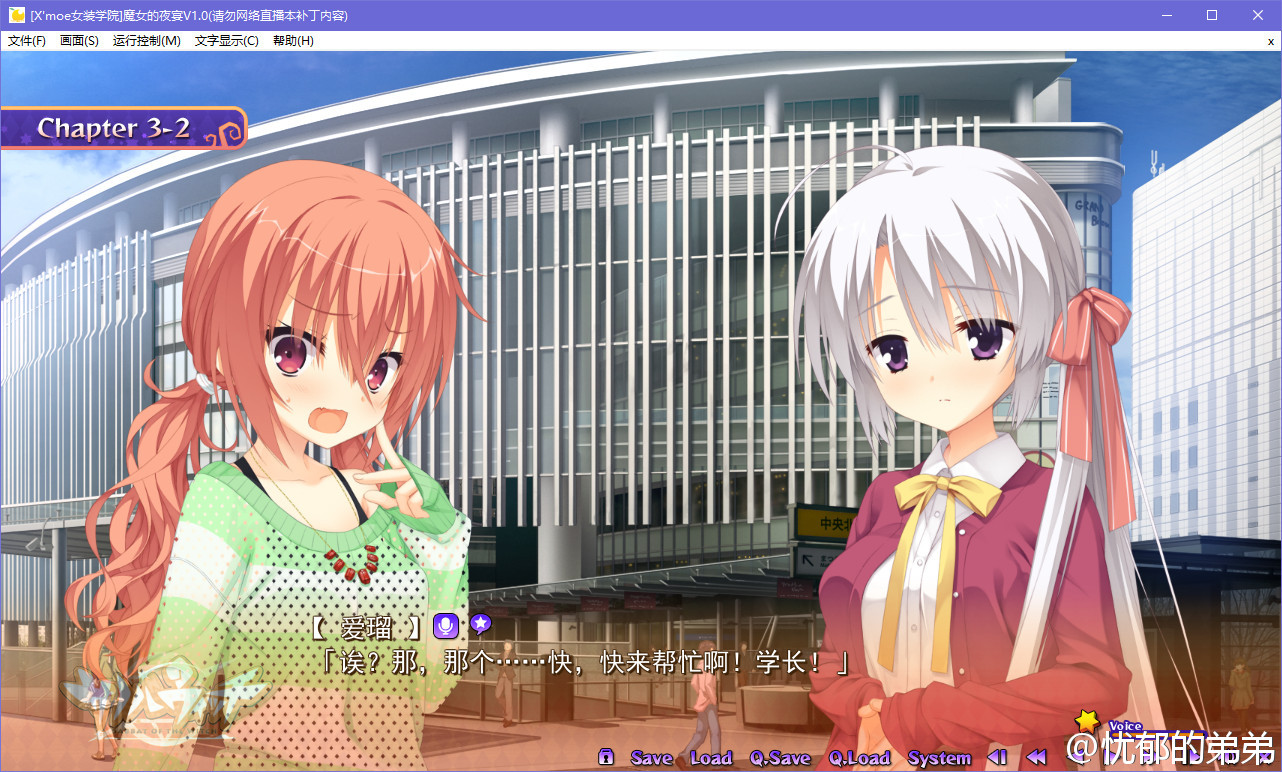 [X'moe女装学院]魔女的夜宴V1.0(请勿网络直播本补丁内容)
文件(F) 画面(S) 运行控制(M) 文字显示(C) 帮助(H) x
Chapter 3-2
中央北
【 爱瑠 】
「诶？那，那个……快，快来帮忙啊！学长！」
Voice
Save Load Q.Save Q.Load System
@忧郁的弟弟